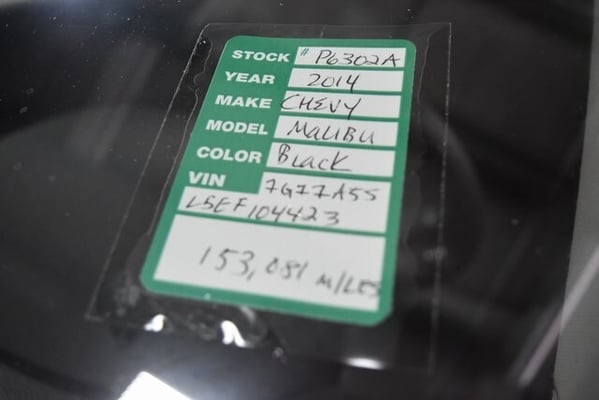 STOCK # P6302A
YEAR 2014
MAKE CHEVY
MODEL MALIBU
COLOR BLACK
VIN 7G77A55
L5EF104423
153,081 MILES